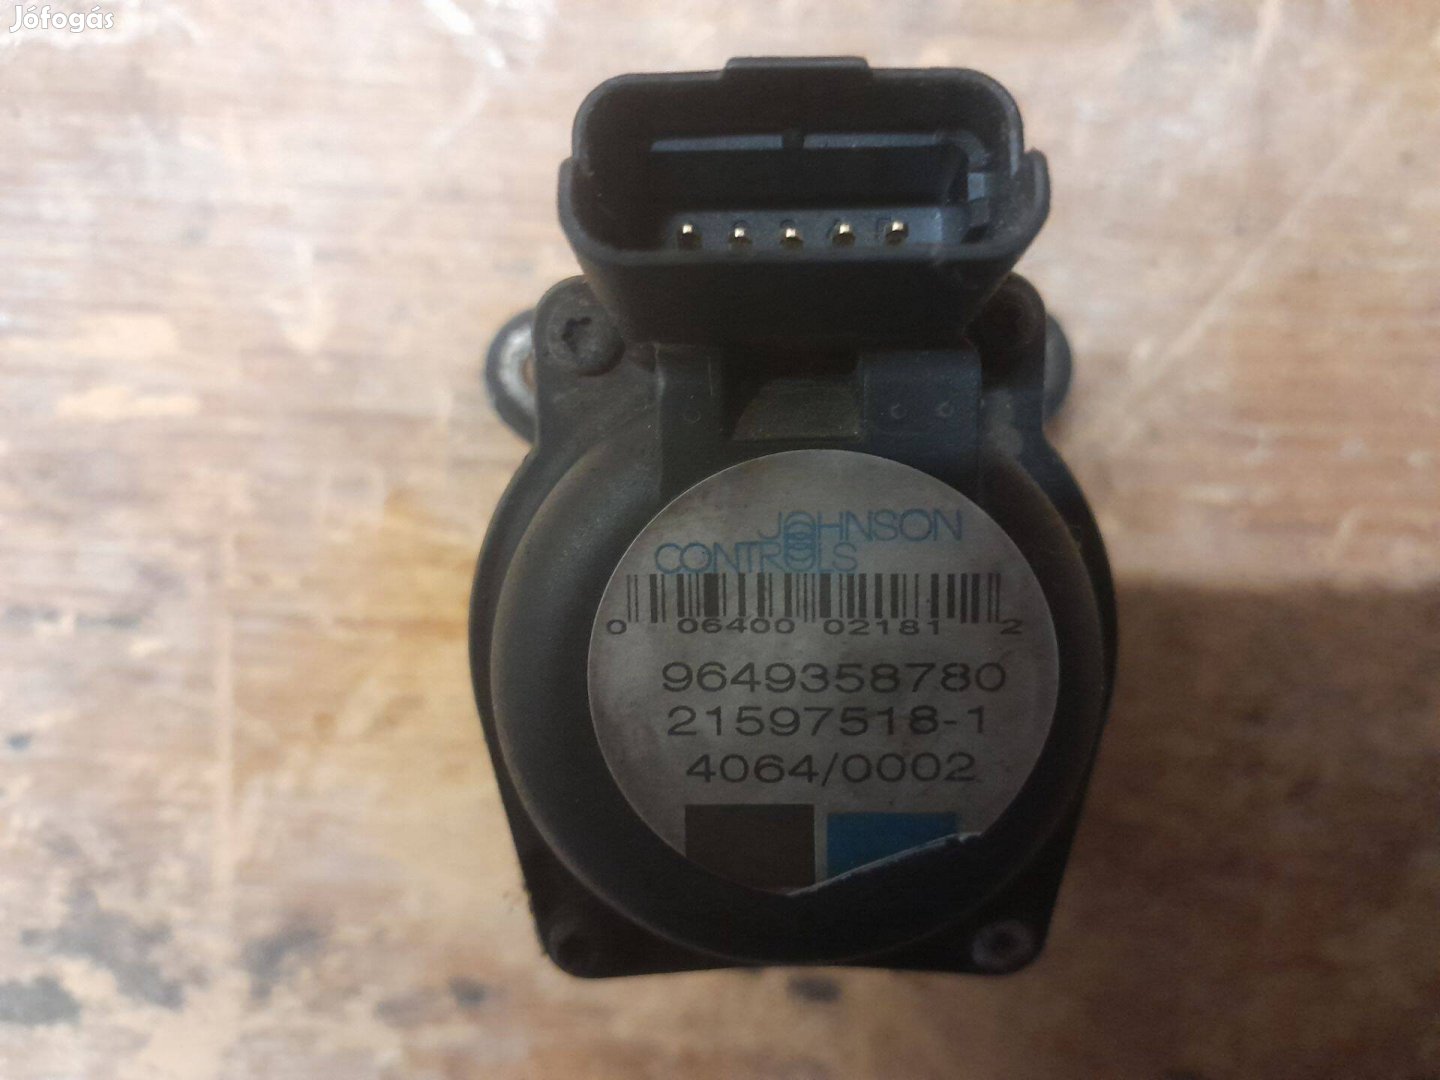 Jófogás
JOHNSON
CONTROLS
0 06400 02181 2
9649358780
21597518-1
4064/0002